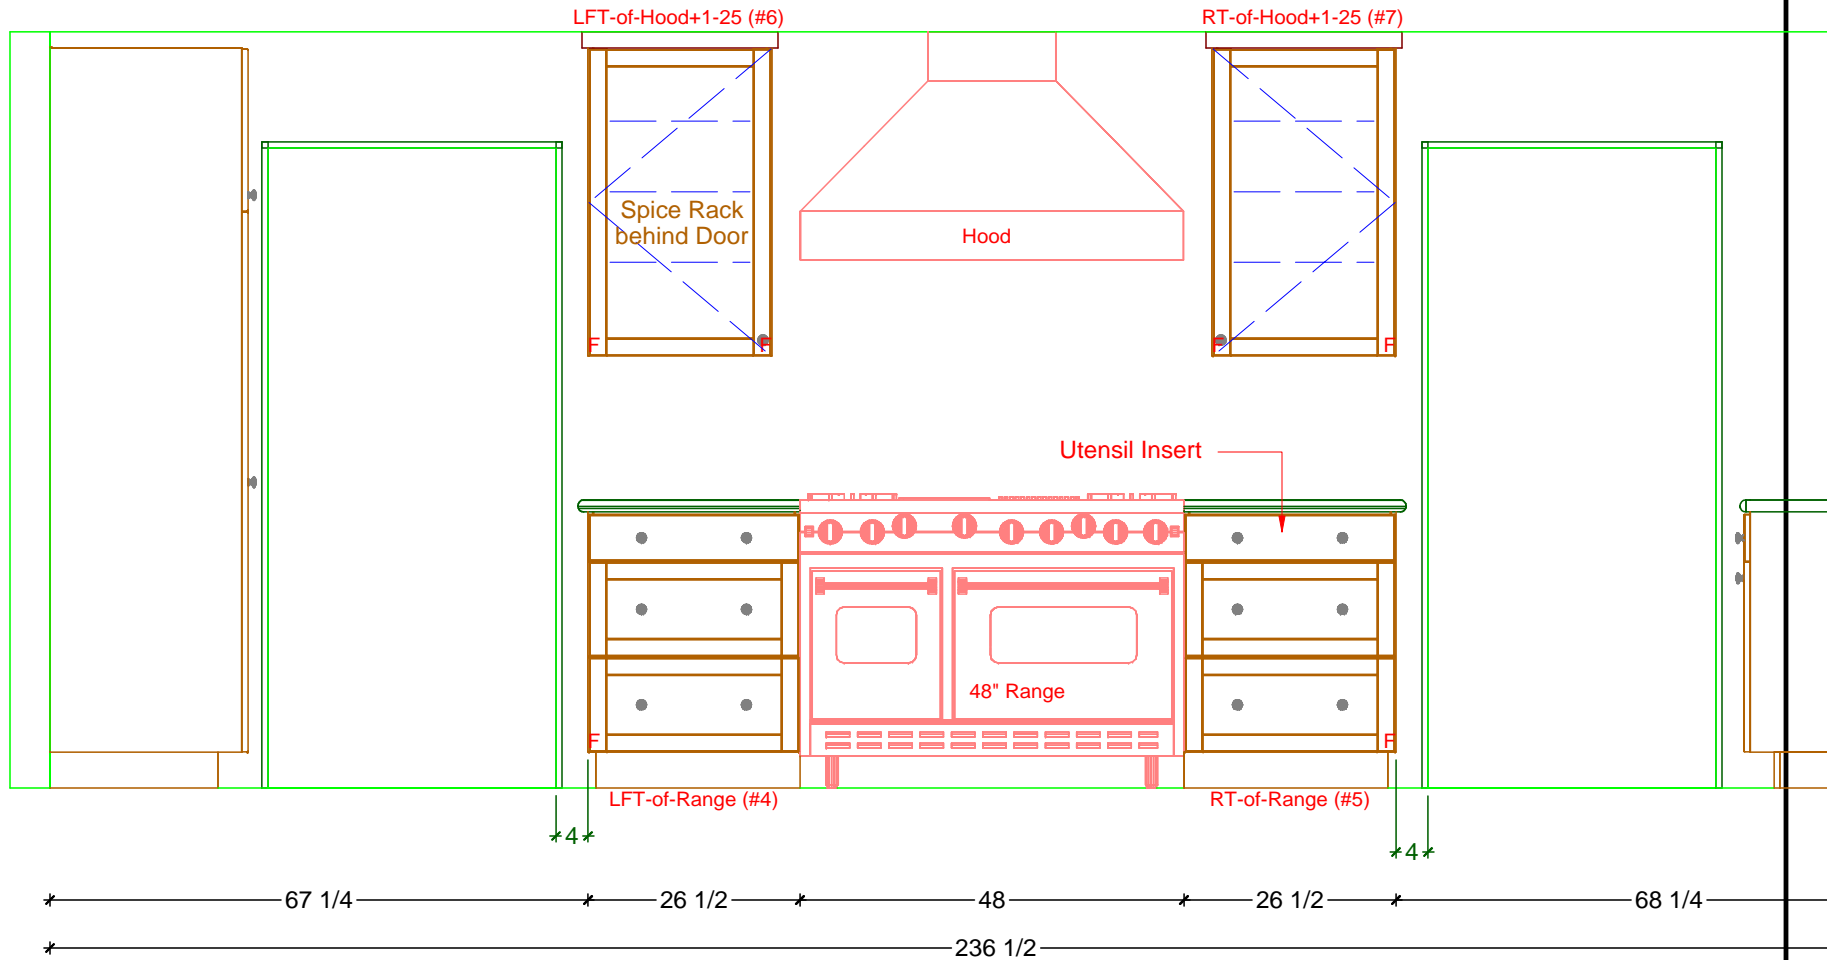 LFT-of-Hood+1-25 (#6)
RT-of-Hood+1-25 (#7)
Spice Rack
behind Door
Hood
F
F
F
F
Utensil Insert
48" Range
F
F
LFT-of-Range (#4)
RT-of-Range (#5)
4
4
67 1/4
26 1/2
48
26 1/2
68 1/4
236 1/2